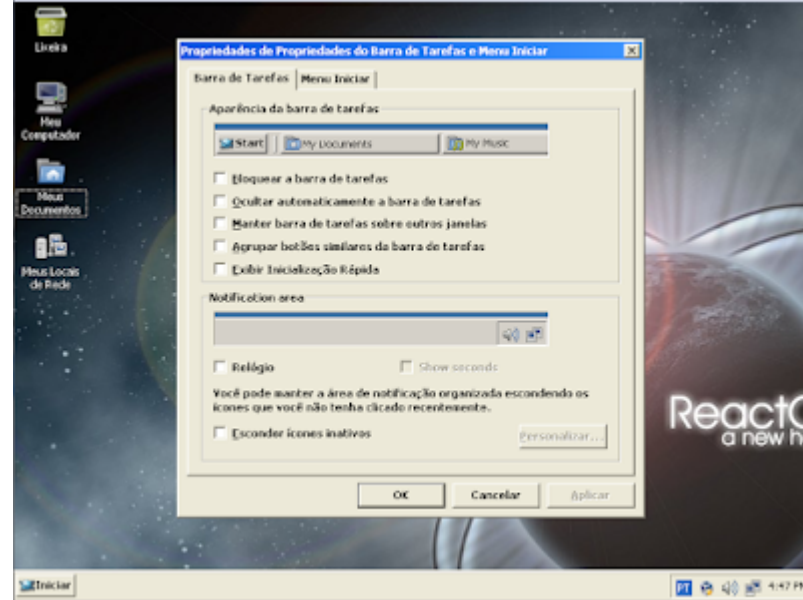 Lixeira
Meu
Computador
Meus
Documentos
Meus Locais
de Rede
Propriedades de Propriedades do Barra de Tarefas e Menu Iniciar
Barra de Tarefas
Menu Iniciar
Aparência da barra de tarefas
Start
My Documents
My Music
Bloquear a barra de tarefas
Ocultar automaticamente a barra de tarefas
Manter barra de tarefas sobre outros janelas
Agrupar botões similares da barra de tarefas
Exibir Inicialização Rápida
Notification area
Relógio
Show seconds
Você pode manter a área de notificação organizada escondendo os
ícones que você não tenha clicado recentemente.
Esconder ícones inativos
Personalizar...
OK
Cancelar
Aplicar
ReactO
a new h
Iniciar
PT
4:47 PM